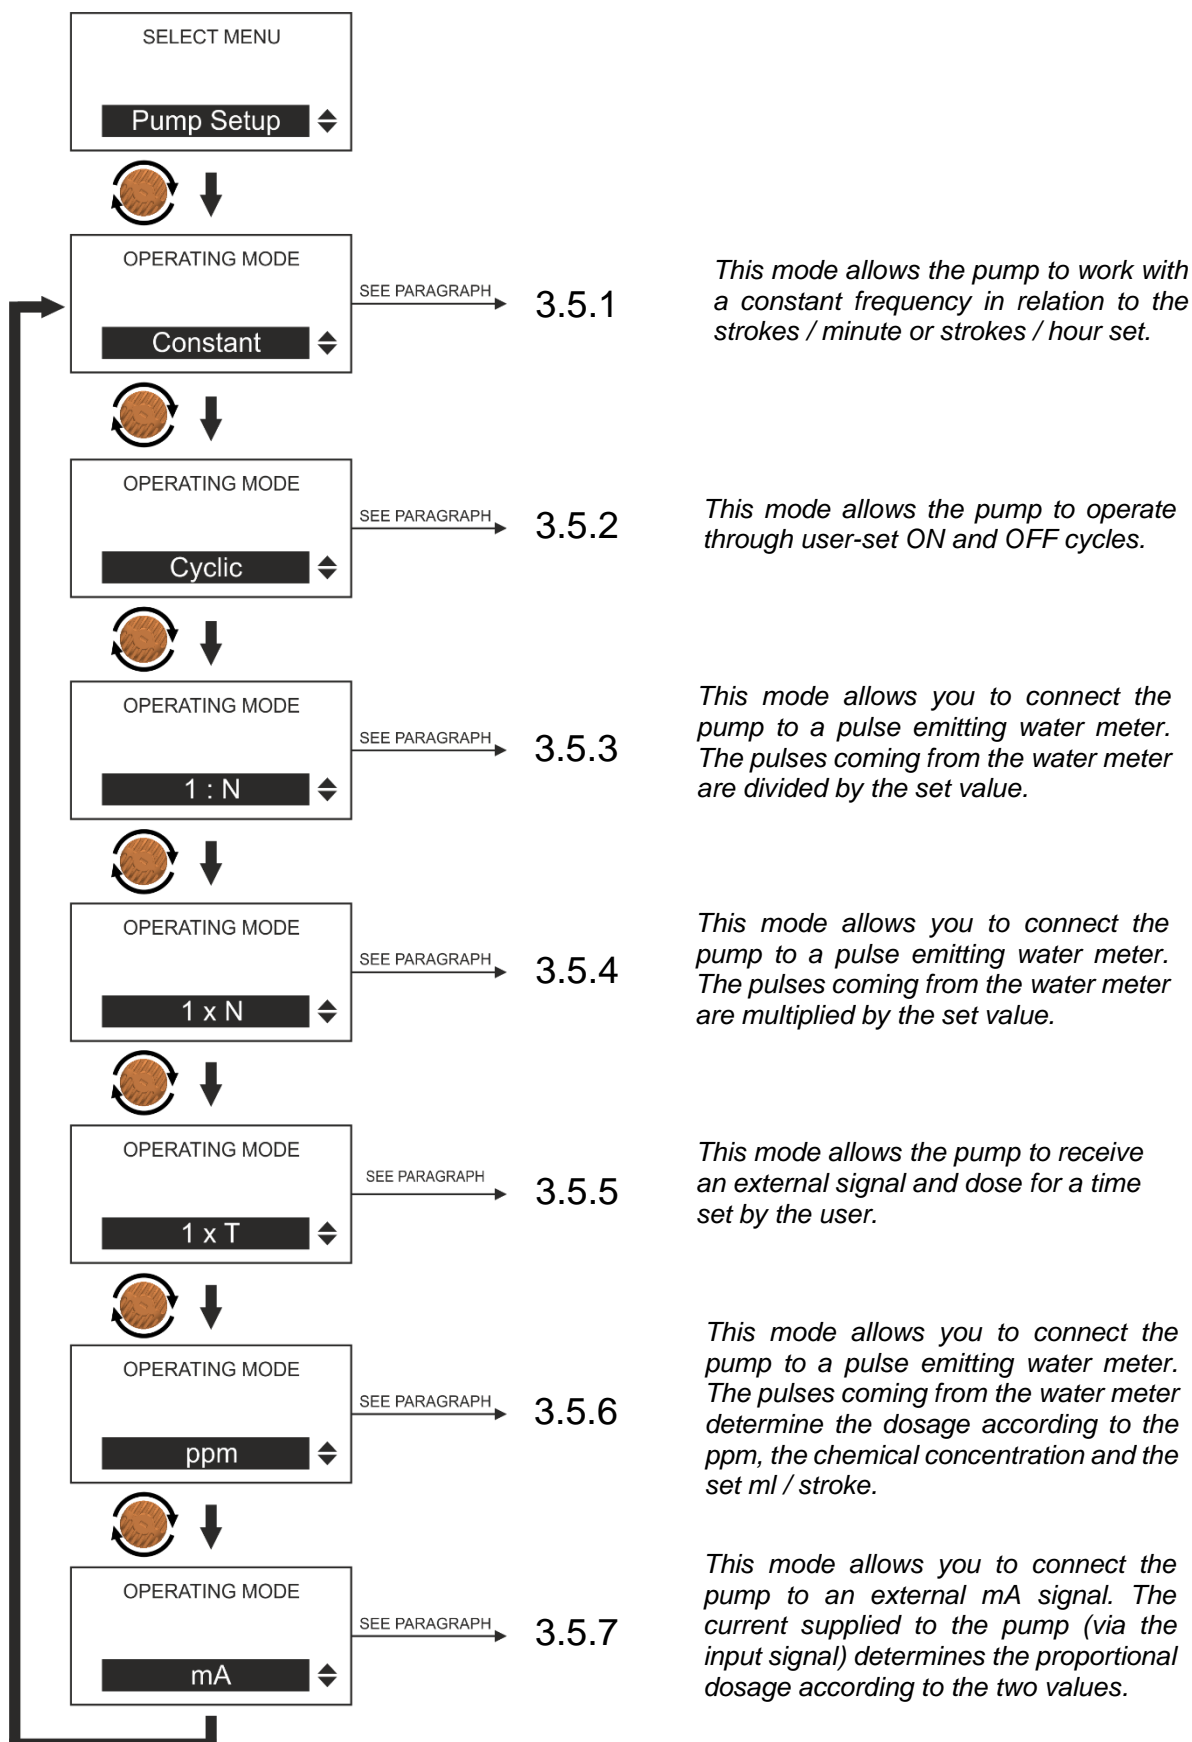 SELECT MENU
Pump Setup
OPERATING MODE
Constant
SEE PARAGRAPH
3.5.1
This mode allows the pump to work with
a constant frequency in relation to the
strokes / minute or strokes / hour set.
OPERATING MODE
Cyclic
SEE PARAGRAPH
3.5.2
This mode allows the pump to operate
through user-set ON and OFF cycles.
OPERATING MODE
1 : N
SEE PARAGRAPH
3.5.3
This mode allows you to connect the
pump to a pulse emitting water meter.
The pulses coming from the water meter
are divided by the set value.
OPERATING MODE
1 x N
SEE PARAGRAPH
3.5.4
This mode allows you to connect the
pump to a pulse emitting water meter.
The pulses coming from the water meter
are multiplied by the set value.
OPERATING MODE
1 x T
SEE PARAGRAPH
3.5.5
This mode allows the pump to receive
an external signal and dose for a time
set by the user.
OPERATING MODE
ppm
SEE PARAGRAPH
3.5.6
This mode allows you to connect the
pump to a pulse emitting water meter.
The pulses coming from the water meter
determine the dosage according to the
ppm, the chemical concentration and the
set ml / stroke.
OPERATING MODE
mA
SEE PARAGRAPH
3.5.7
This mode allows you to connect the
pump to an external mA signal. The
current supplied to the pump (via the
input signal) determines the proportional
dosage according to the two values.